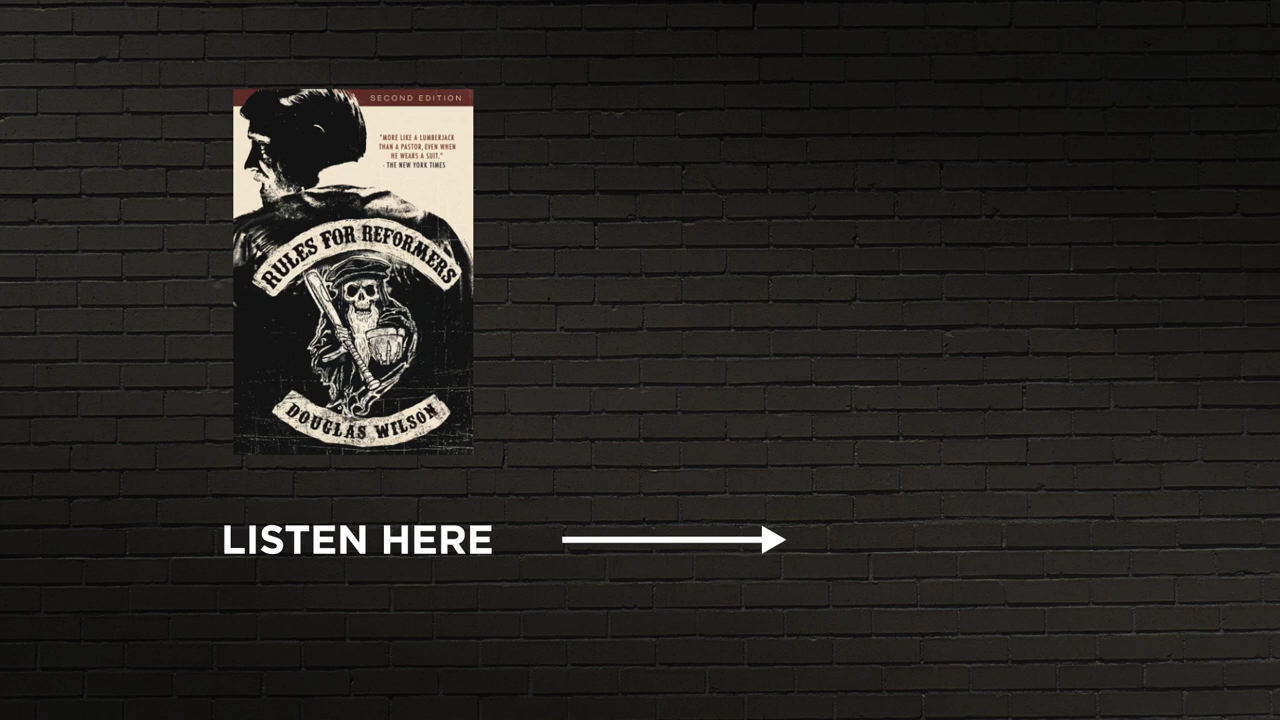 SECOND EDITION
"MORE LIKE A LUMBERJACK
THAN A PASTOR, EVEN WHEN
HE WEARS A SUIT."
- THE NEW YORK TIMES
RULES FOR REFORMERS
DOUGLAS WILSON
LISTEN HERE